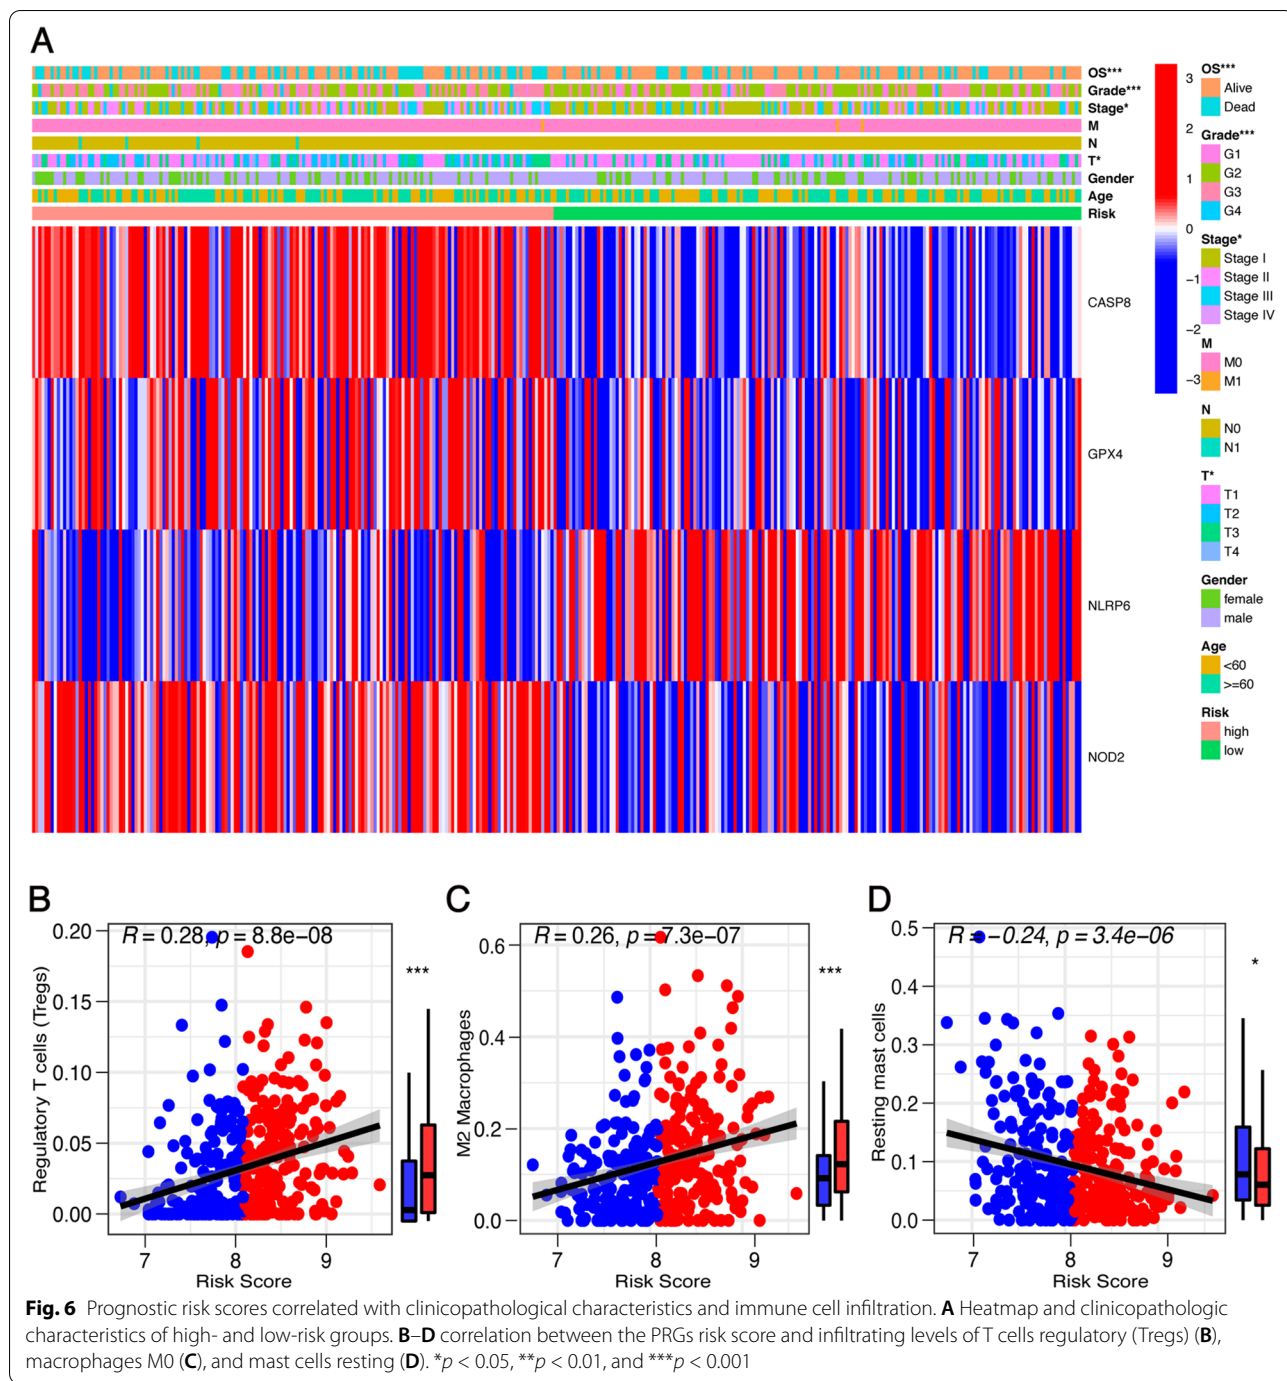 A
OS***
Grade***
Stage*
M
N
T*
Gender
Age
Risk
CASP8
GPX4
NLRP6
NOD2
3
2
1
0
−1
−2
−3
OS***
Alive
Dead
Grade***
G1
G2
G3
G4
Stage*
Stage I
Stage II
Stage III
Stage IV
M
M0
M1
N
N0
N1
T*
T1
T2
T3
T4
Gender
female
male
Age
<60
>=60
Risk
high
low
B
R = 0.28, p = 8.8e−08
***
Regulatory T cells (Tregs)
0.20
0.15
0.10
0.05
0.00
7 8 9
Risk Score
C
R = 0.26, p = 7.3e−07
***
M2 Macrophages
0.6
0.4
0.2
0.0
7 8 9
Risk Score
D
R = −0.24, p = 3.4e−06
*
Resting mast cells
0.5
0.4
0.3
0.2
0.1
0.0
7 8 9
Risk Score
Fig. 6 Prognostic risk scores correlated with clinicopathological characteristics and immune cell infiltration. A Heatmap and clinicopathologic
characteristics of high- and low-risk groups. B–D correlation between the PRGs risk score and infiltrating levels of T cells regulatory (Tregs) (B),
macrophages M0 (C), and mast cells resting (D). *p < 0.05, **p < 0.01, and ***p < 0.001